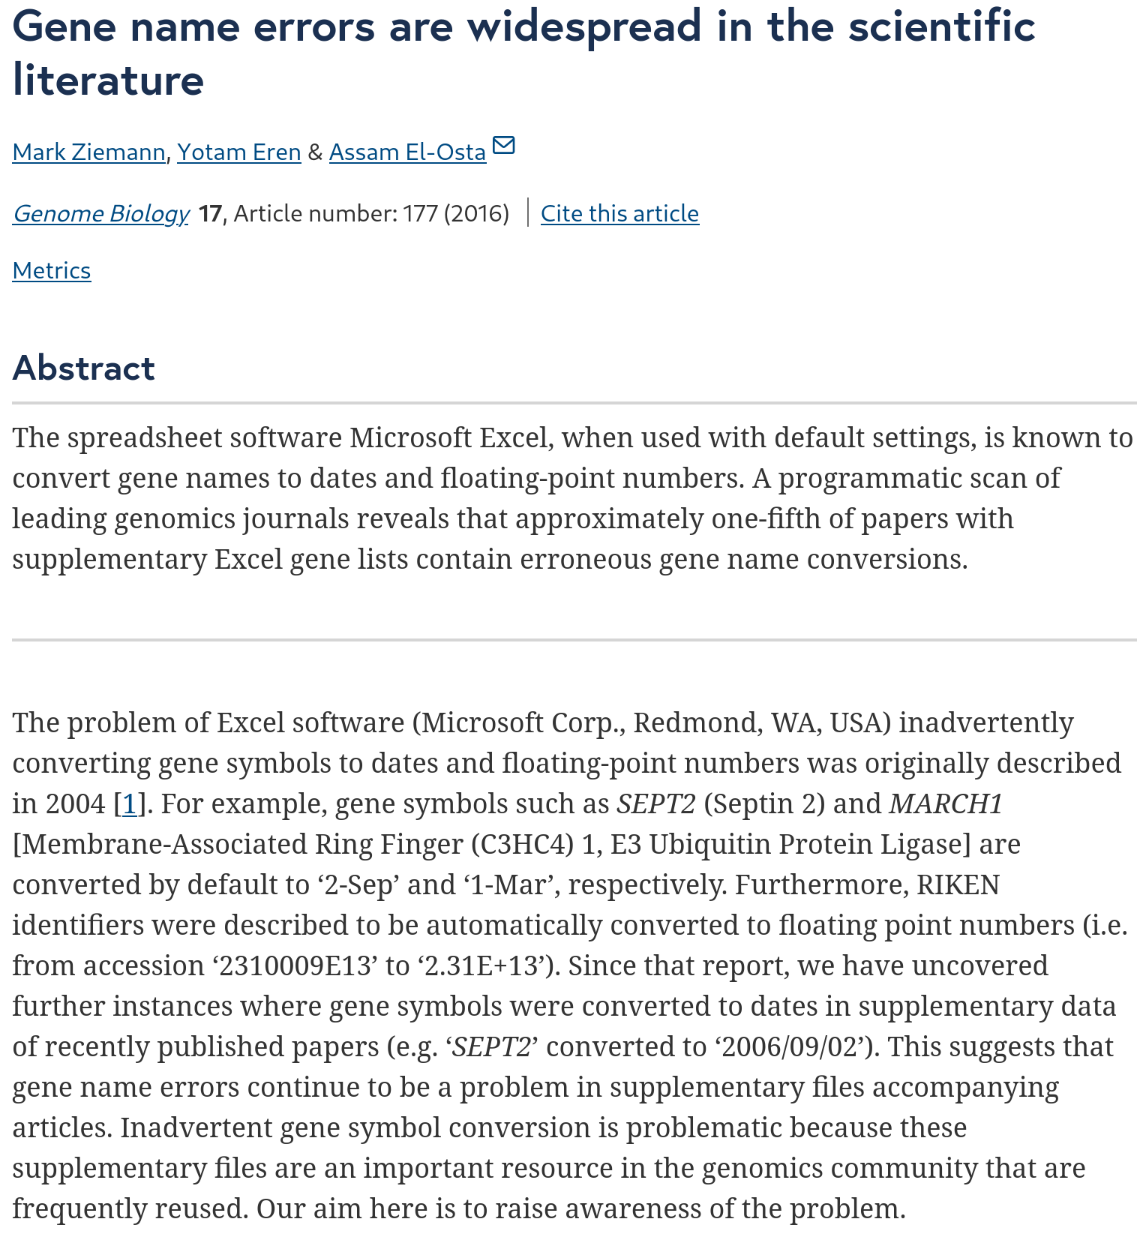 Gene name errors are widespread in the scientific
literature
Mark Ziemann, Yotam Eren & Assam El-Osta
Genome Biology 17, Article number: 177 (2016) | Cite this article
Metrics
Abstract
The spreadsheet software Microsoft Excel, when used with default settings, is known to
convert gene names to dates and floating-point numbers. A programmatic scan of
leading genomics journals reveals that approximately one-fifth of papers with
supplementary Excel gene lists contain erroneous gene name conversions.
The problem of Excel software (Microsoft Corp., Redmond, WA, USA) inadvertently
converting gene symbols to dates and floating-point numbers was originally described
in 2004 [1]. For example, gene symbols such as SEPT2 (Septin 2) and MARCH1
[Membrane-Associated Ring Finger (C3HC4) 1, E3 Ubiquitin Protein Ligase] are
converted by default to ‘2-Sep’ and ‘1-Mar’, respectively. Furthermore, RIKEN
identifiers were described to be automatically converted to floating point numbers (i.e.
from accession ‘2310009E13’ to ‘2.31E+13’). Since that report, we have uncovered
further instances where gene symbols were converted to dates in supplementary data
of recently published papers (e.g. ‘SEPT2’ converted to ‘2006/09/02’). This suggests that
gene name errors continue to be a problem in supplementary files accompanying
articles. Inadvertent gene symbol conversion is problematic because these
supplementary files are an important resource in the genomics community that are
frequently reused. Our aim here is to raise awareness of the problem.